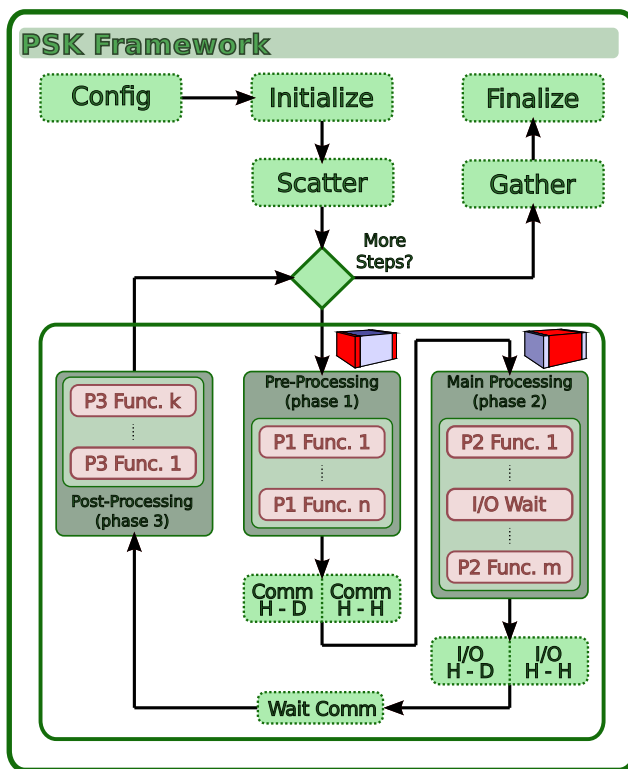 PSK Framework
Config
Initialize
Finalize
Scatter
Gather
More
Steps?
P3 Func. k
P3 Func. 1
Post-Processing
(phase 3)
Pre-Processing
(phase 1)
P1 Func. 1
P1 Func. n
Main Processing
(phase 2)
P2 Func. 1
I/O Wait
P2 Func. m
Comm
H - D
Comm
H - H
I/O
H - D
I/O
H - H
Wait Comm